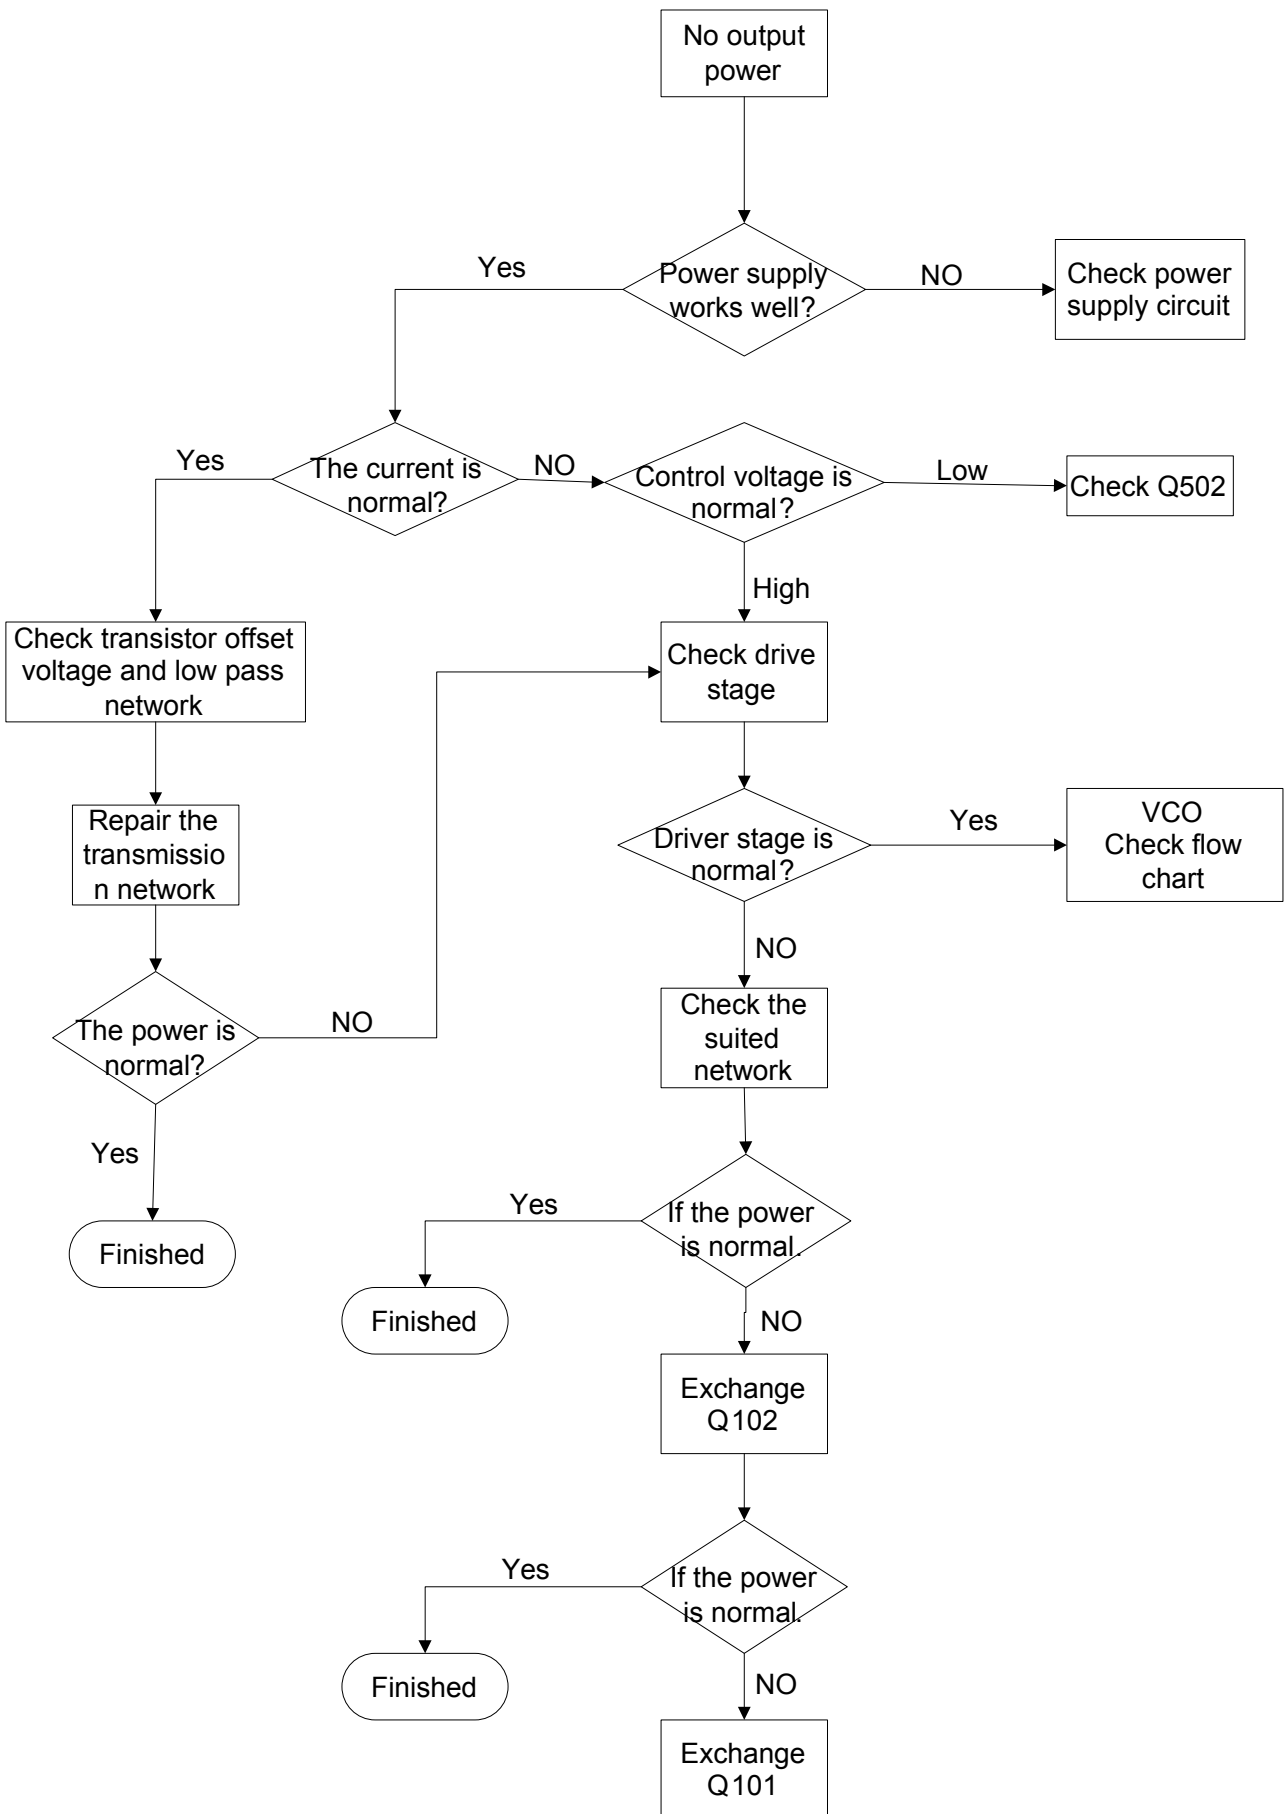 No output
power
Yes
Power supply
works well?
NO
Check power
supply circuit
Yes
The current is
normal?
NO
Control voltage is
normal?
Low
Check Q502
High
Check transistor offset
voltage and low pass
network
Check drive
stage
Repair the
transmissio
n network
Driver stage is
normal?
Yes
VCO
Check flow
chart
NO
The power is
normal?
NO
Check the
suited
network
Yes
Finished
Yes
If the power
is normal.
Finished
NO
Exchange
Q102
Yes
If the power
is normal.
Finished
NO
Exchange
Q101